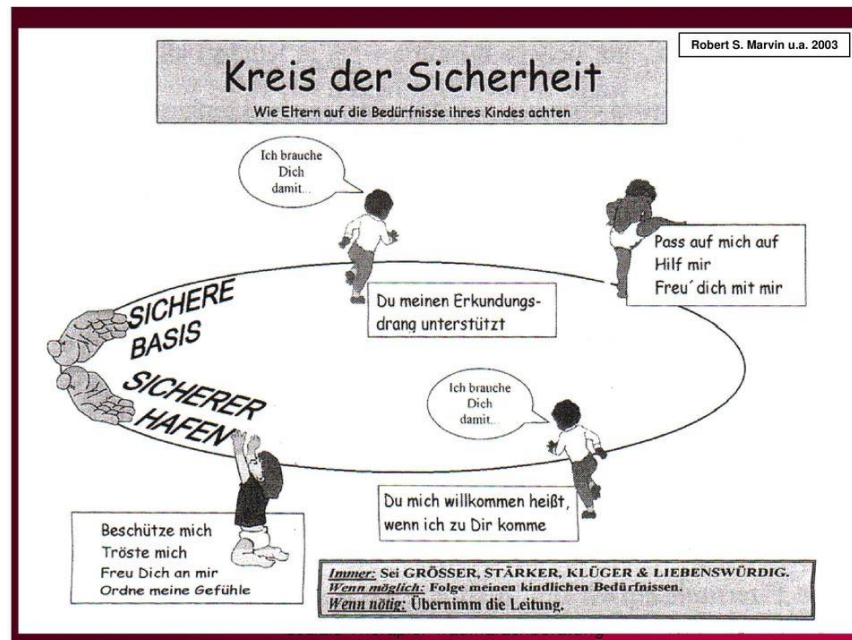 Robert S. Marvin u.a. 2003
Kreis der Sicherheit
Wie Eltern auf die Bedürfnisse ihres Kindes achten
Ich brauche
Dich
damit...
Pass auf mich auf
Hilf mir
Freu´dich mit mir
Du meinen Erkundungs-
drang unterstützt
SICHERE
BASIS
SICHERER
HAFEN
Ich brauche
Dich
damit...
Du mich willkommen heißt,
wenn ich zu Dir komme
Beschütze mich
Tröste mich
Freu Dich an mir
Ordne meine Gefühle
Immer: Sei GRÖSSER, STÄRKER, KLÜGER & LIEBENSWÜRDIG.
Wenn möglich: Folge meinen kindlichen Bedürfnissen.
Wenn nötig: Übernimm die Leitung.